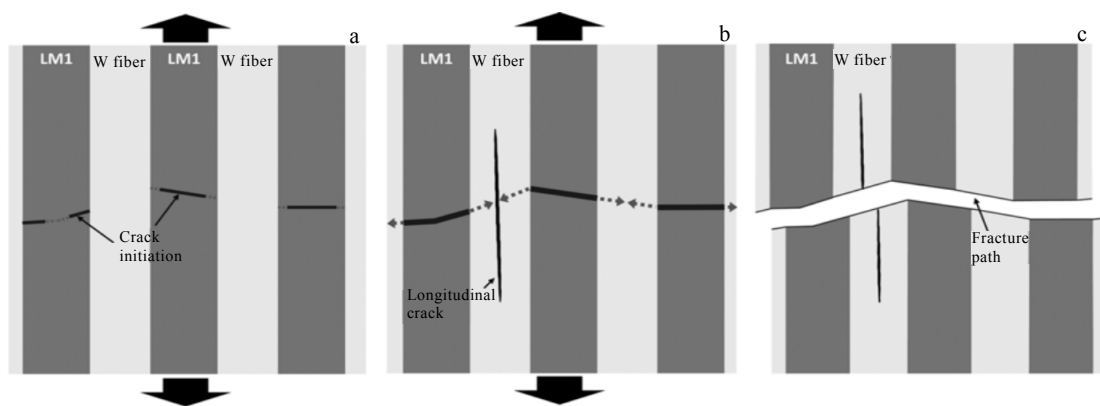 a
LM1 W fiber LM1 W fiber
Crack
initiation
b
LM1 W fiber
Longitudinal
crack
c
LM1 W fiber
Fracture
path